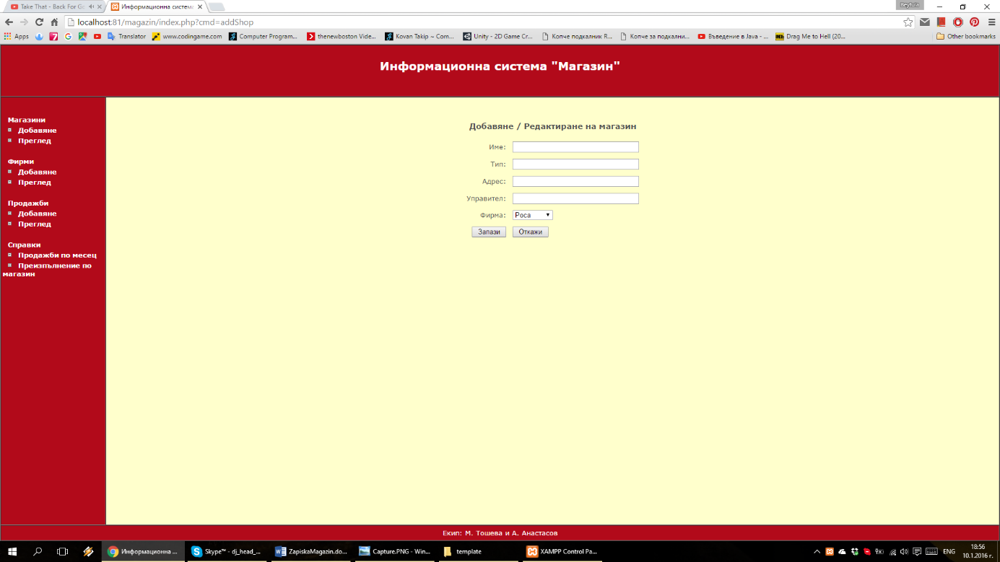 Take That - Back For Go
Информационна система
Beytula
localhost:81/magazin/index.php?cmd=addShop
Apps
Translator
www.codingame.com
Computer Program...
thenewboston Vide...
Kovan Takip ~ Com...
Unity - 2D Game Cr...
Копче подкалник R...
Копче за подкални...
Въведение в Java - ...
Drag Me to Hell (20...
Other bookmarks
Информационна система "Магазин"
Магазини
Добавяне
Преглед
Фирми
Добавяне
Преглед
Продажби
Добавяне
Преглед
Справки
Продажби по месец
Преизпълнение по
магазин
Добавяне / Редактиране на магазин
Име:
Тип:
Адрес:
Управител:
Фирма: Роса
Запази Откажи
Екип: М. Тошева и А. Анастасов
Информационна ...
Skype™ - dj_head_...
ZapiskaMagazin.do...
Capture.PNG - Win...
template
XAMPP Control Pa...
ENG
18:56
10.1.2016 г.